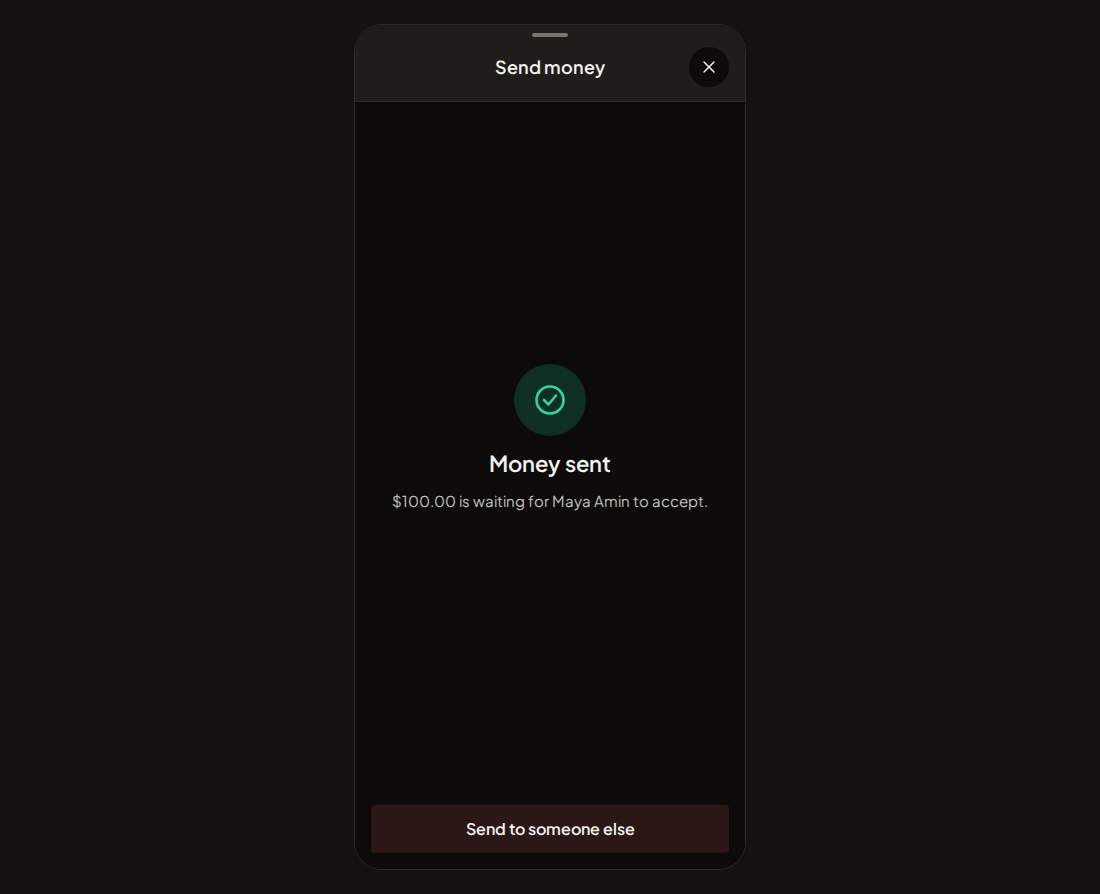 Send money
Money sent
$100.00 is waiting for Maya Amin to accept.
Send to someone else